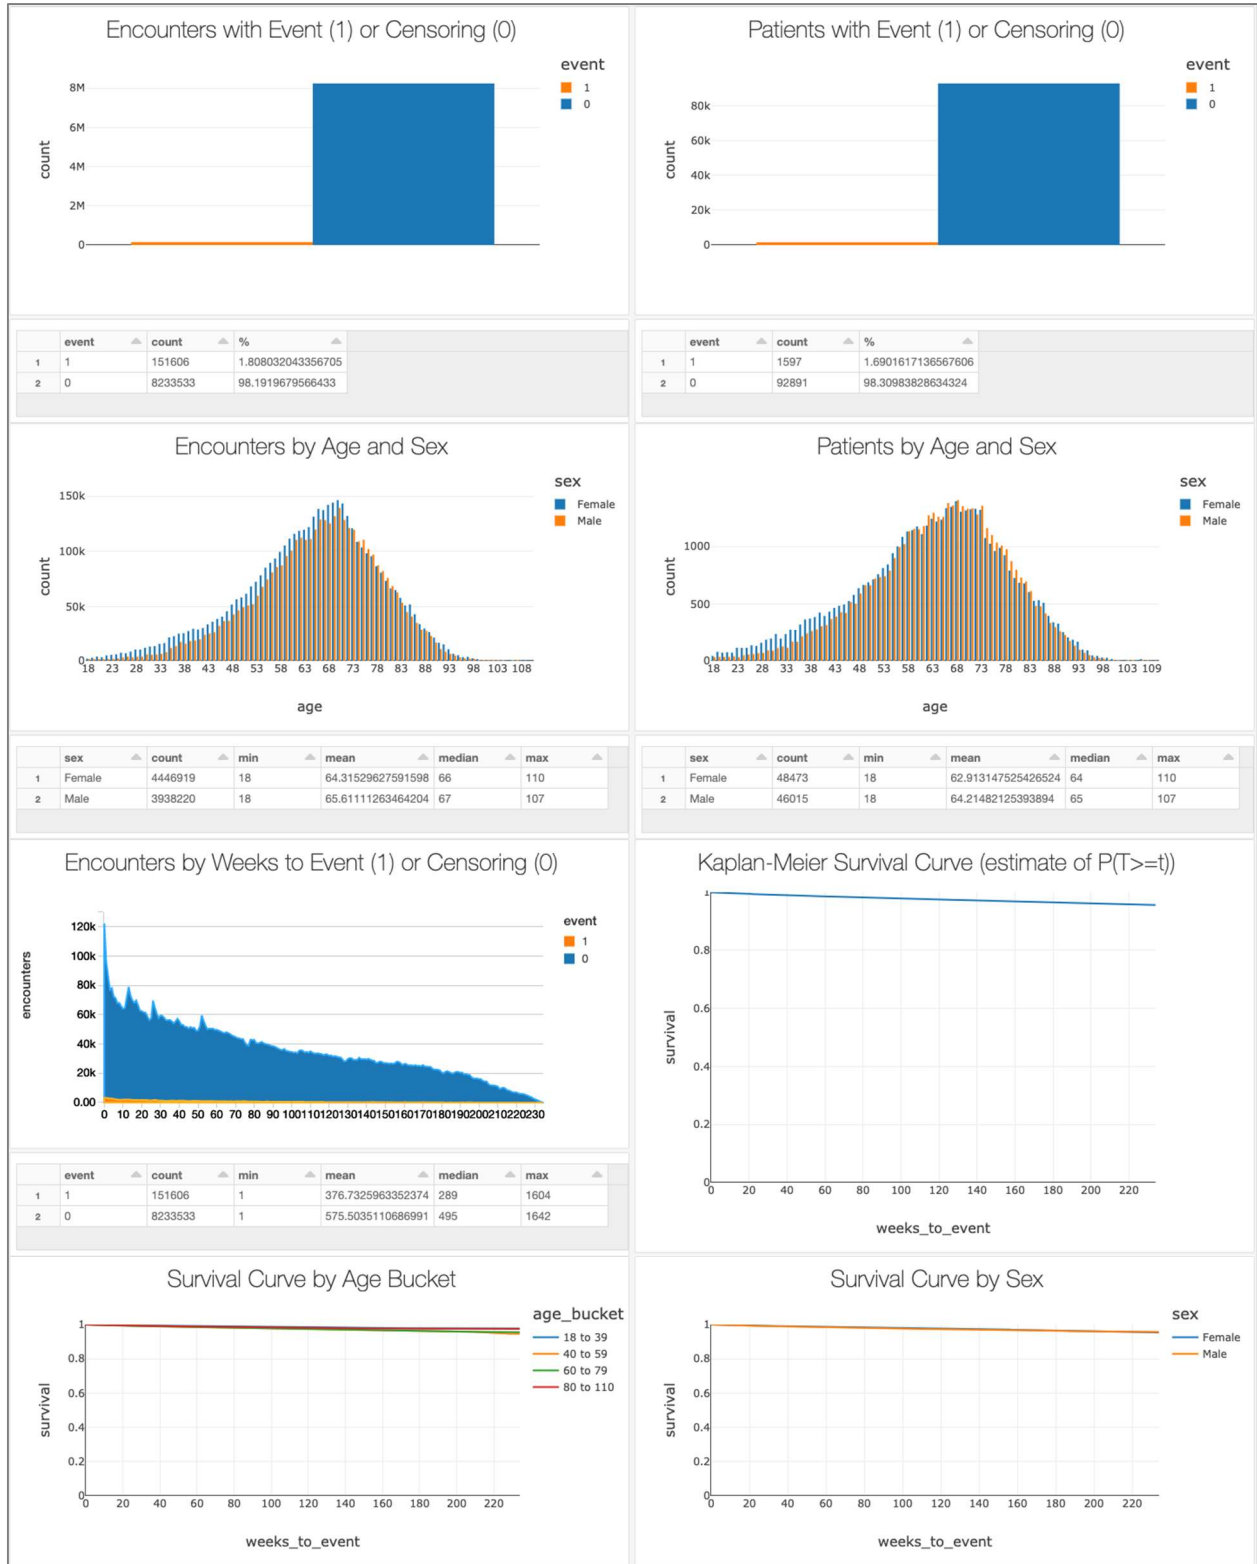 Encounters with Event (1) or Censoring (0)
event
1
0
8M
6M
4M
2M
0
count
Patients with Event (1) or Censoring (0)
event
1
0
80k
60k
40k
20k
0
count
event count %
1 1 151606 1.808032043356705
2 0 8233533 98.1919679566433
event count %
1 1 1597 1.6901617136567606
2 0 92891 98.30983828634324
Encounters by Age and Sex
sex
Female
Male
150k
100k
50k
0
count
18 23 28 33 38 43 48 53 58 63 68 73 78 83 88 93 98 103 108
age
Patients by Age and Sex
sex
Female
Male
1000
500
0
count
18 23 28 33 38 43 48 53 58 63 68 73 78 83 88 93 98 103 109
age
sex count min mean median max
1 Female 4446919 18 64.31529627591598 66 110
2 Male 3938220 18 65.61111263464204 67 107
sex count min mean median max
1 Female 48473 18 62.913147525426524 64 110
2 Male 46015 18 64.21482125393894 65 107
Encounters by Weeks to Event (1) or Censoring (0)
event
1
0
120k
100k
80k
60k
40k
20k
0.00
encounters
0 10 20 30 40 50 60 70 80 90 100110120130140150160170180190200210220230
event count min mean median max
1 1 151606 1 376.7325963352374 289 1604
2 0 8233533 1 575.5035110686991 495 1642
Kaplan-Meier Survival Curve (estimate of P(T>=t))
1
0.8
0.6
0.4
0.2
0
survival
0 20 40 60 80 100 120 140 160 180 200 220
weeks_to_event
Survival Curve by Age Bucket
age_bucket
18 to 39
40 to 59
60 to 79
80 to 110
1
0.8
0.6
0.4
0.2
0
survival
0 20 40 60 80 100 120 140 160 180 200 220
weeks_to_event
Survival Curve by Sex
sex
Female
Male
1
0.8
0.6
0.4
0.2
0
survival
0 20 40 60 80 100 120 140 160 180 200 220
weeks_to_event